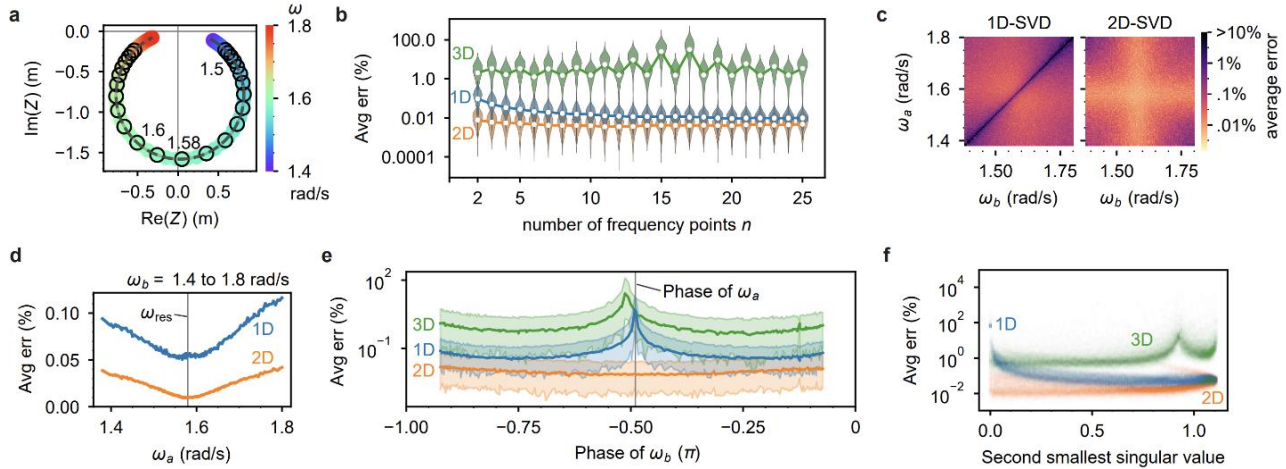 a
ω
Im(Z) (m)
0.0
−0.5
−1.0
−1.5
1.5
1.6
1.58
−0.5 0.0 0.5
Re(Z) (m)
1.8
1.6
1.4
rad/s
b
Avg err (%)
100.0
1.0
0.01
0.0001
3D
1D
2D
2 5 10 15 20 25
number of frequency points n
c
1D-SVD 2D-SVD
ωa (rad/s)
1.8
1.6
1.4
1.50 1.75 1.50 1.75
ωb (rad/s) ωb (rad/s)
>10%
1%
.1%
.01%
average error
d
ωb = 1.4 to 1.8 rad/s
Avg err (%)
0.10
0.05
0.00
ωres
1D
2D
1.4 1.6 1.8
ωa (rad/s)
e
Avg err (%)
10²
10⁻¹
Phase of ωa
3D
1D
2D
−1.00 −0.75 −0.50 −0.25 0
Phase of ωb (π)
f
Avg err (%)
10⁴
10²
10⁰
10⁻²
1D
3D
2D
0.0 0.5 1.0
Second smallest singular value